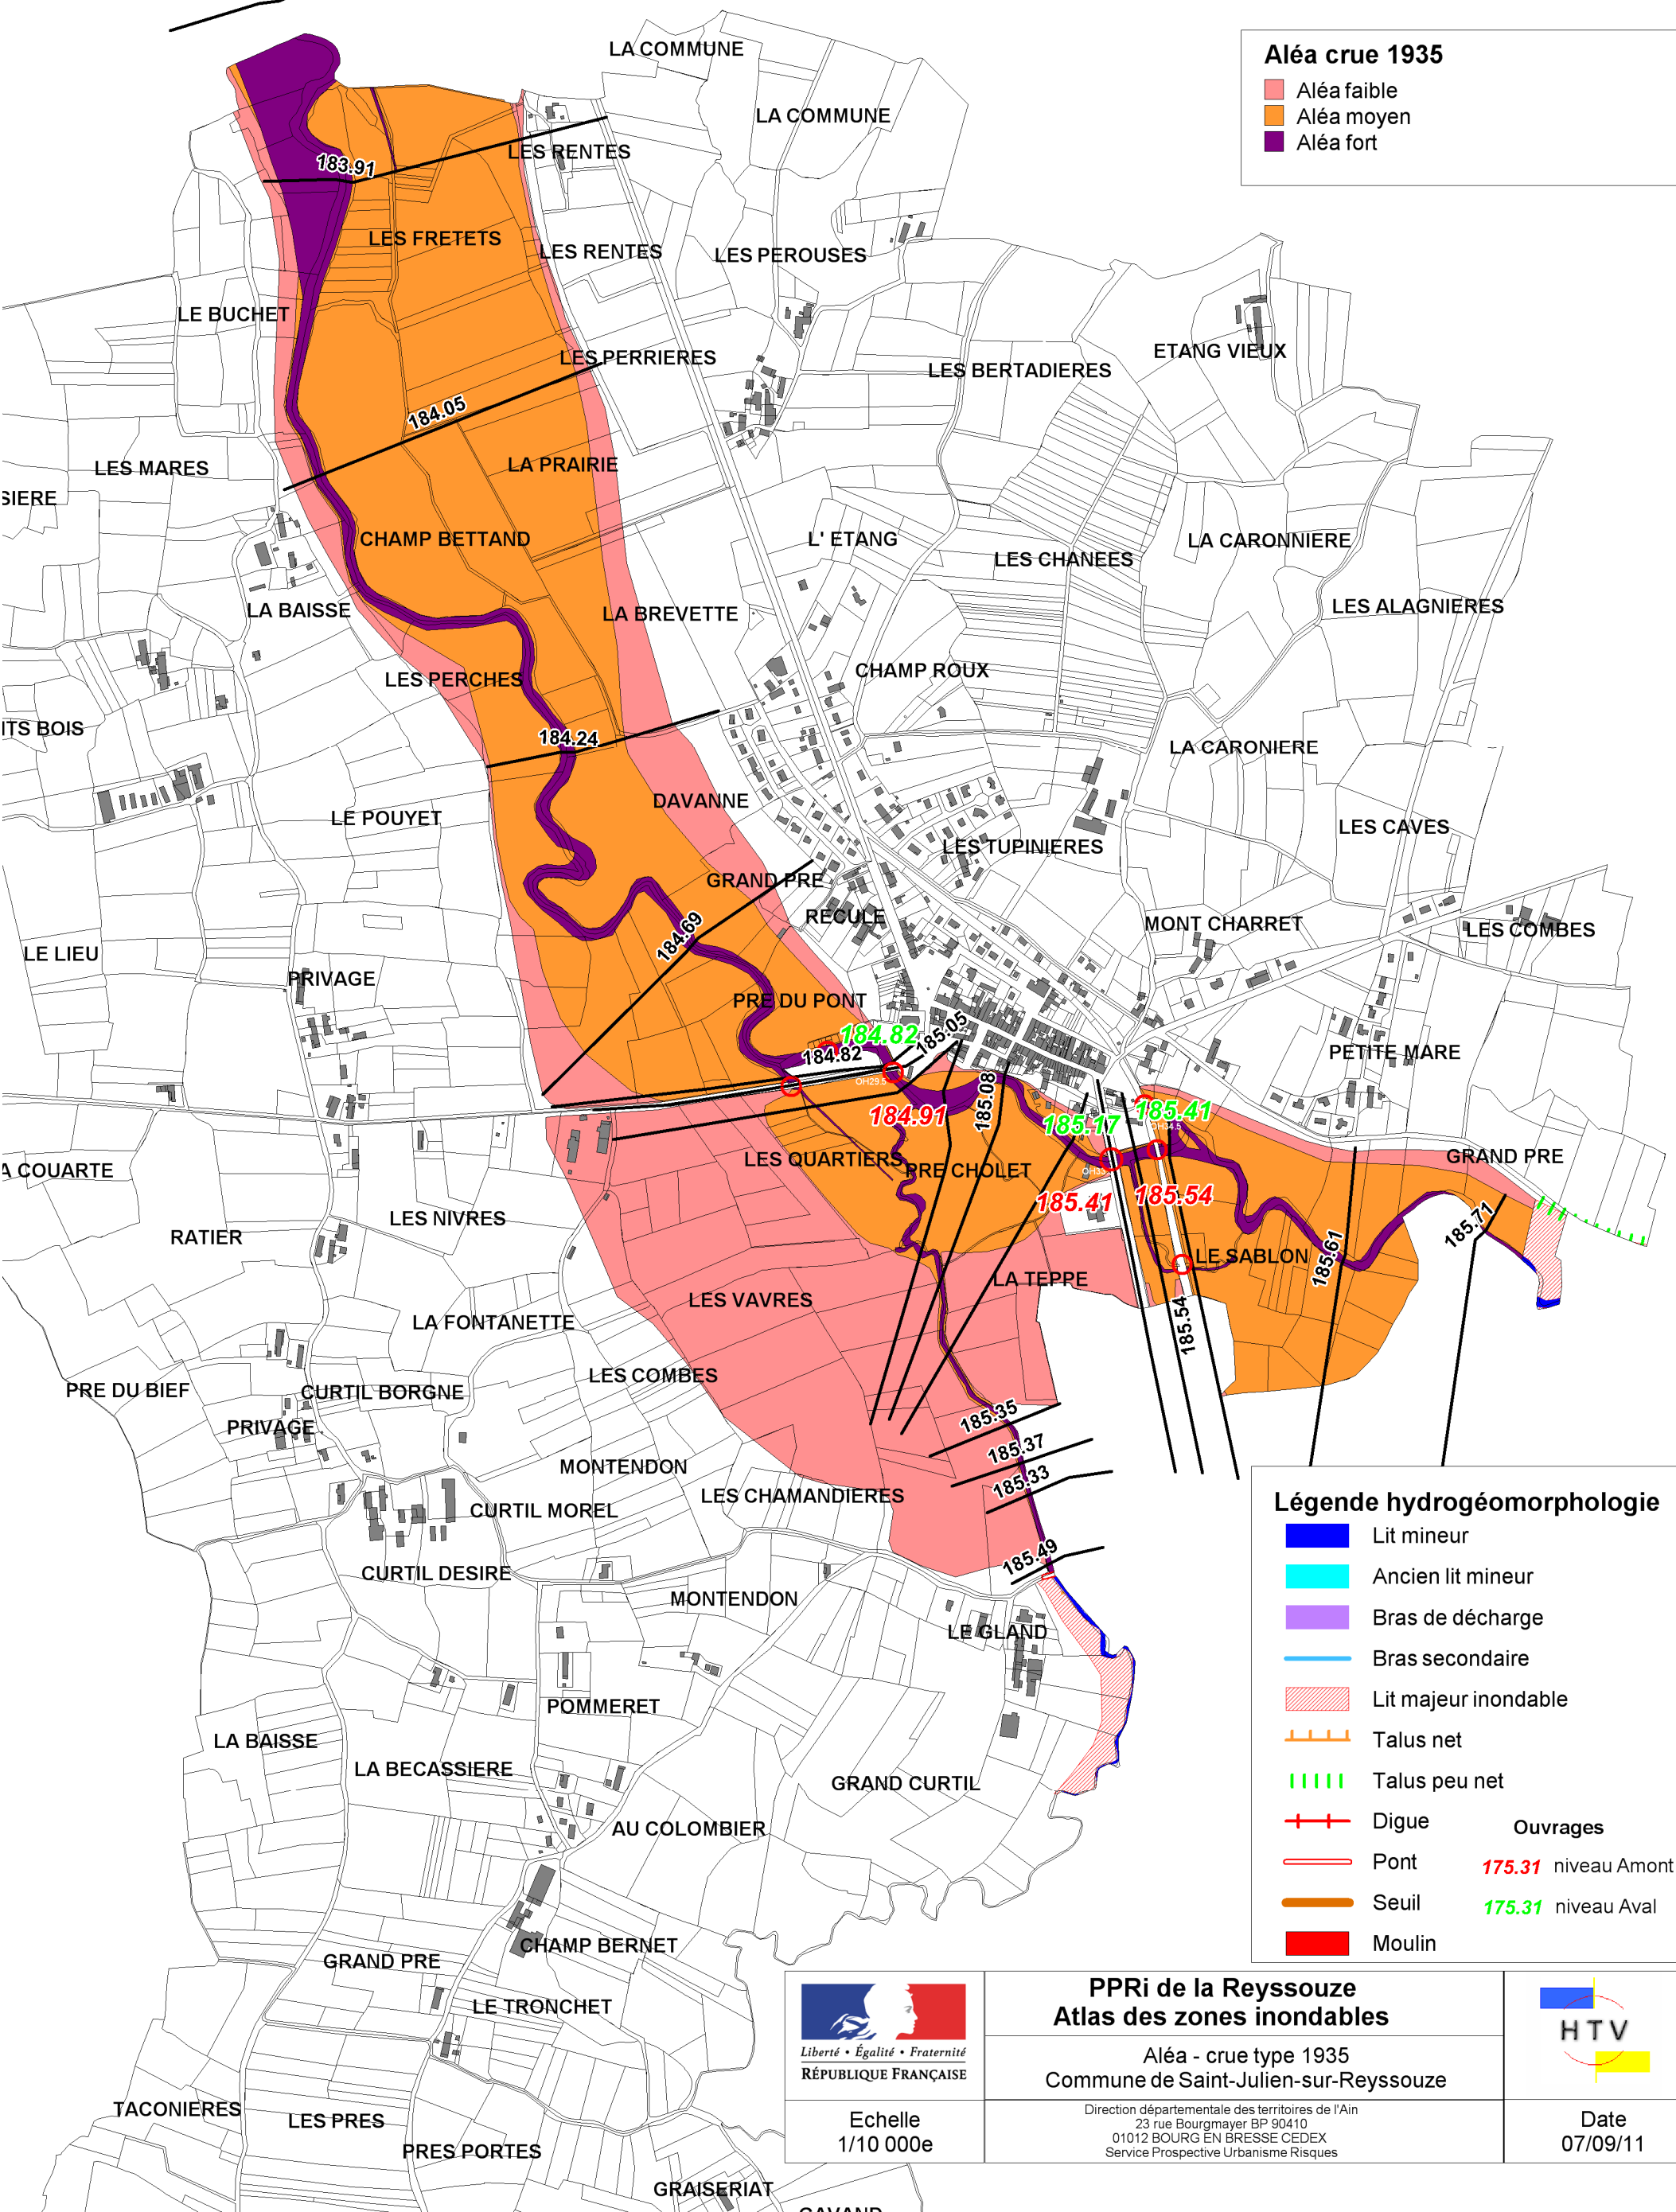 LA COMMUNE
Aléa crue 1935
Aléa faible
Aléa moyen
Aléa fort
LA COMMUNE
LES RENTES
183.91
LES FRETETS
LES RENTES
LES PEROUSES
LE BUCHET
LES PERRIERES
ETANG VIEUX
LES BERTADIERES
184.05
LES MARES
LA PRAIRIE
SIERE
CHAMP BETTAND
L' ETANG
LA CARONNIERE
LES CHANEES
LA BAISSE
LA BREVETTE
LES ALAGNIERES
LES PERCHES
CHAMP ROUX
ITS BOIS
184.24
LA CARONIERE
DAVANNE
LE POUYET
LES CAVES
LES TUPINIERES
GRAND PRE
RECULE
184.69
MONT CHARRET
LES COMBES
LE LIEU
PRIVAGE
PRE DU PONT
184.82
185.05
184.82
PETITE MARE
OH29.5
185.08
184.91
185.17
185.41
OH34.5
LES QUARTIERS
PRE CHOLET
OH33
GRAND PRE
A COUARTE
185.41
185.54
LES NIVRES
RATIER
185.71
185.61
LE SABLON
LA TEPPE
LES VAVRES
185.54
LA FONTANETTE
LES COMBES
PRE DU BIEF
CURTIL BORGNE
PRIVAGE
185.35
185.37
185.33
MONTENDON
LES CHAMANDIERES
CURTIL MOREL
185.49
CURTIL DESIRE
MONTENDON
LE GLAND
POMMERET
LA BAISSE
LA BECASSIERE
GRAND CURTIL
AU COLOMBIER
CHAMP BERNET
GRAND PRE
LE TRONCHET
TACONIERES
LES PRES
PRES PORTES
GRAISERIAT
GAVAND
Légende hydrogéomorphologie
Lit mineur
Ancien lit mineur
Bras de décharge
Bras secondaire
Lit majeur inondable
Talus net
Talus peu net
Digue
Ouvrages
Pont
175.31 niveau Amont
Seuil
175.31 niveau Aval
Moulin
Liberté • Égalité • Fraternité
RÉPUBLIQUE FRANÇAISE
PPRi de la Reyssouze
Atlas des zones inondables
Aléa - crue type 1935
Commune de Saint-Julien-sur-Reyssouze
HTV
Echelle
1/10 000e
Direction départementale des territoires de l'Ain
23 rue Bourgmayer BP 90410
01012 BOURG EN BRESSE CEDEX
Service Prospective Urbanisme Risques
Date
07/09/11